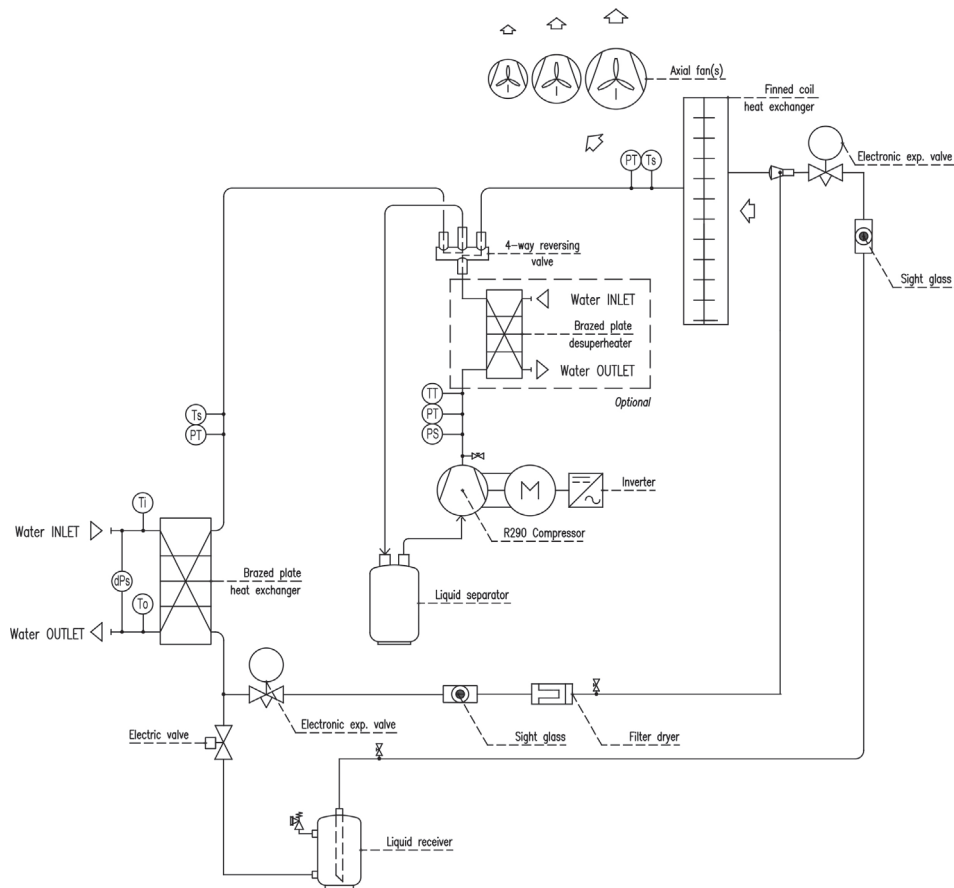 Axial fan(s)
Finned coil
heat exchanger
Electronic exp. valve
PT
Ts
4-way reversing
valve
Sight glass
Water INLET
Brazed plate
desuperheater
Water OUTLET
Optional
TT
PT
PS
Ts
PT
M
Inverter
R290 Compressor
Ti
Water INLET
dPs
Brazed plate
heat exchanger
To
Water OUTLET
Liquid separator
Electronic exp. valve
Sight glass
Filter dryer
Electric valve
Liquid receiver